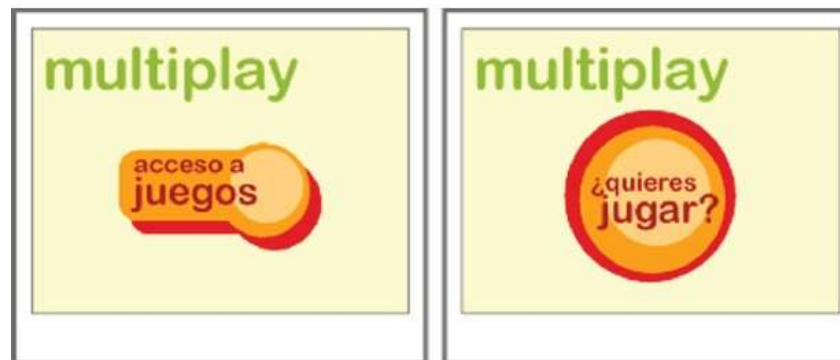 multiplay
acceso a
juegos
multiplay
¿quieres
jugar?